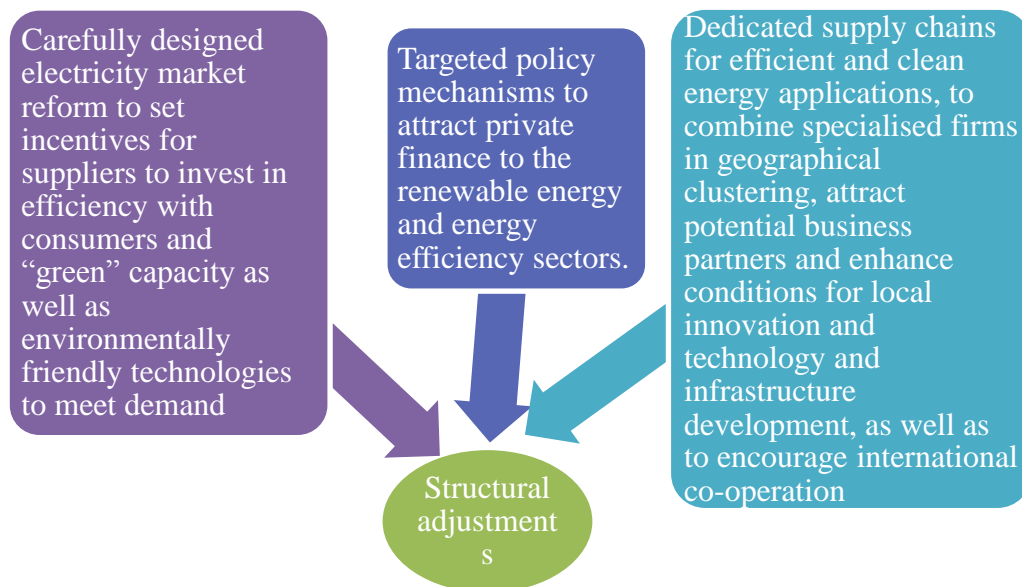 Carefully designed
electricity market
reform to set
incentives for
suppliers to invest in
efficiency with
consumers and
“green” capacity as
well as
environmentally
friendly technologies
to meet demand
Targeted policy
mechanisms to
attract private
finance to the
renewable energy
and energy
efficiency sectors.
Dedicated supply chains
for efficient and clean
energy applications, to
combine specialised firms
in geographical
clustering, attract
potential business
partners and enhance
conditions for local
innovation and
technology and
infrastructure
development, as well as
to encourage international
co-operation
Structural
adjustment
s